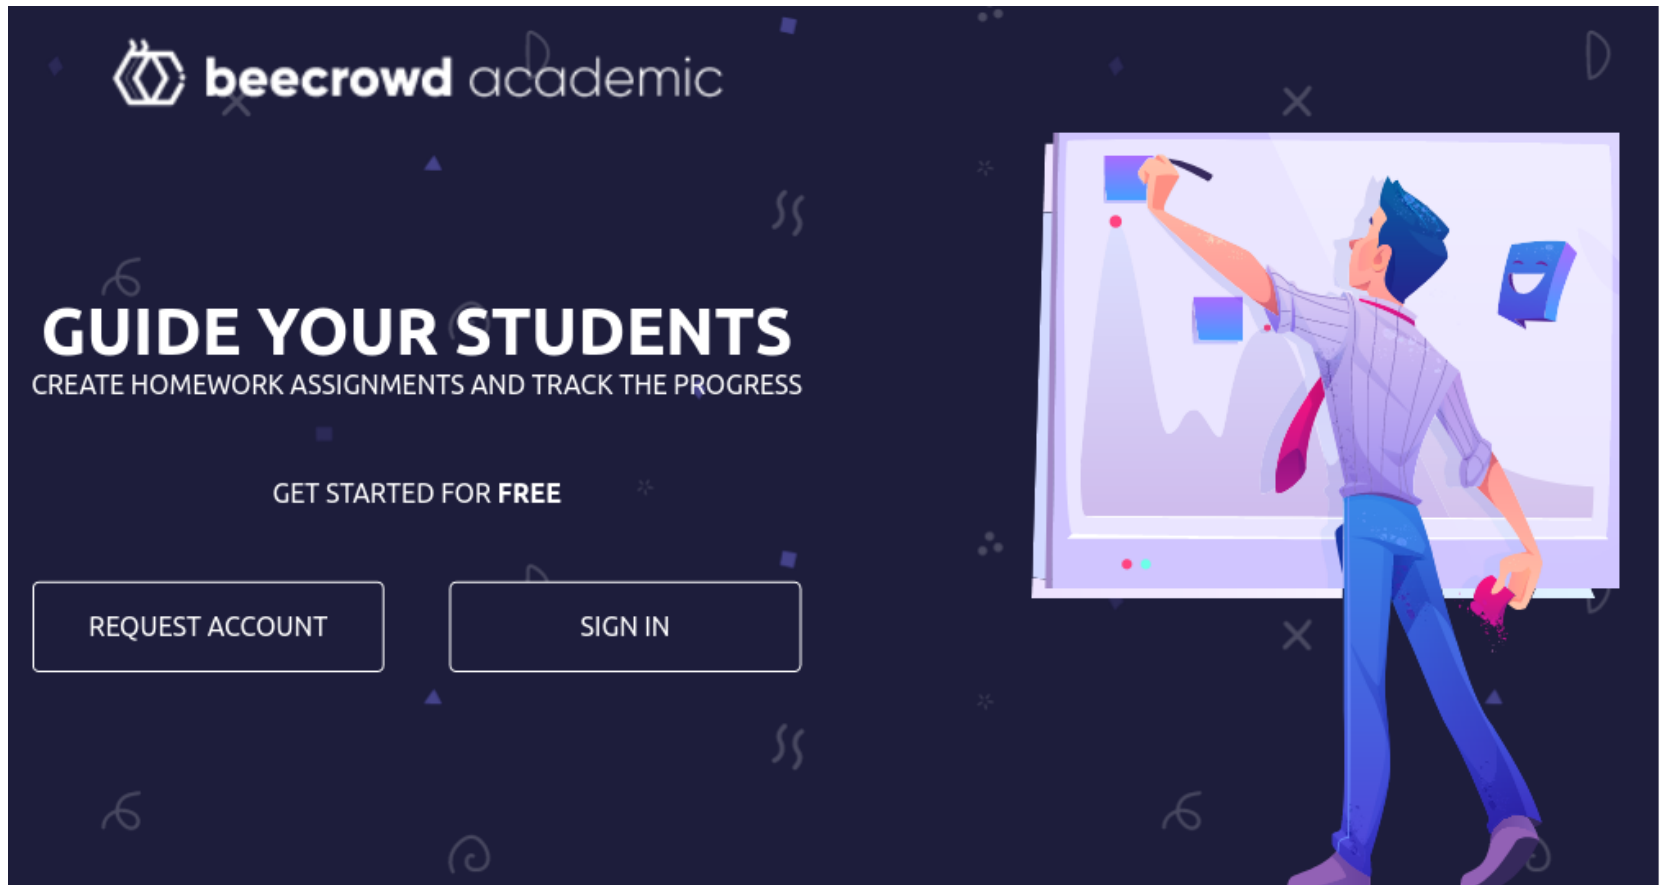 beecrowd academic
GUIDE YOUR STUDENTS
CREATE HOMEWORK ASSIGNMENTS AND TRACK THE PROGRESS
GET STARTED FOR FREE
REQUEST ACCOUNT
SIGN IN